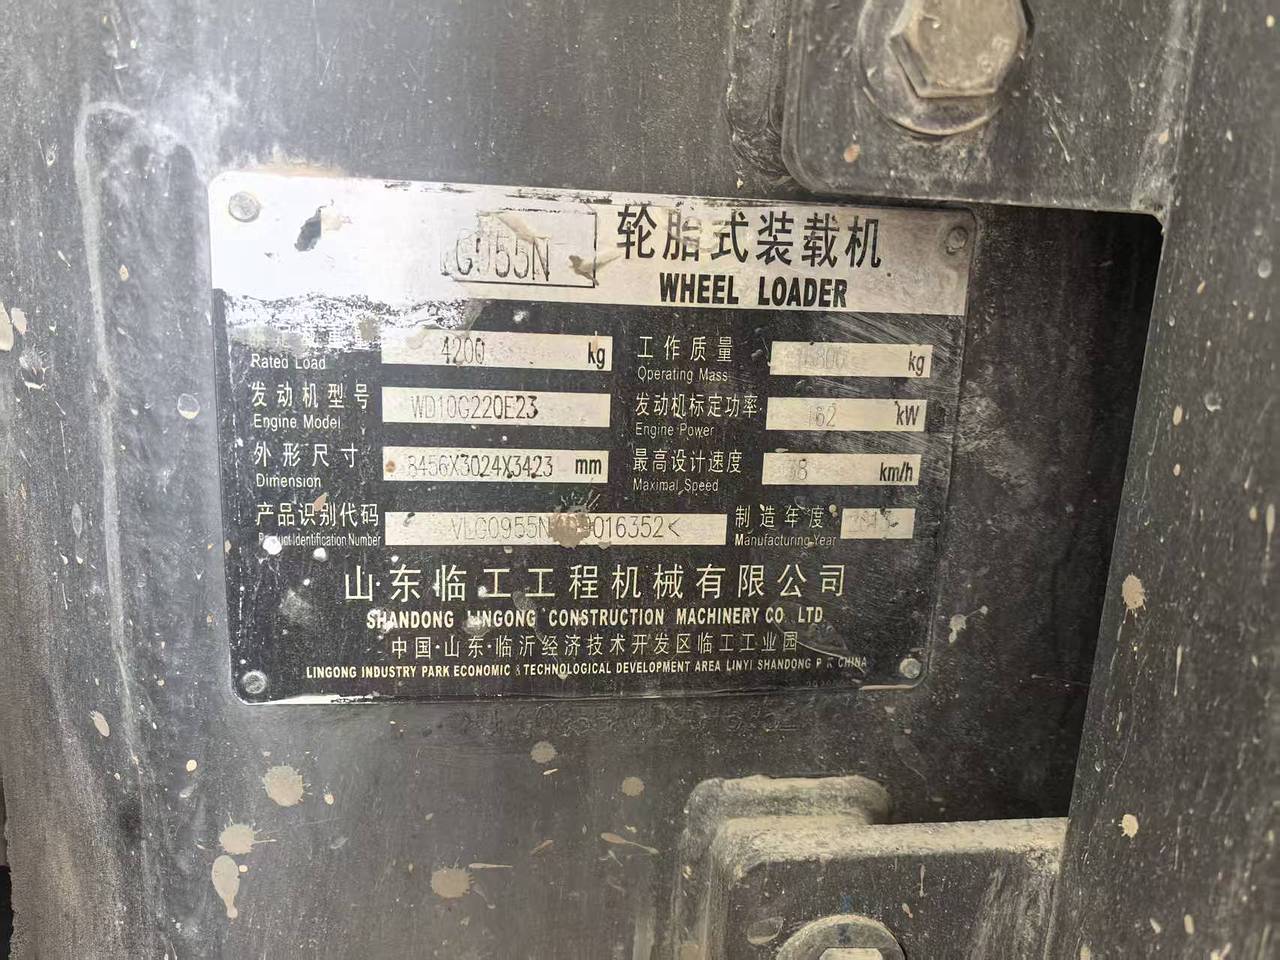 LG955N 轮胎式装载机
WHEEL LOADER
Rated Load 4200 kg 工作质量 Operating Mass kg
发动机型号 Engine Model WD10G220E23 发动机标定功率 Engine Power 162 kW
外形尺寸 Dimension 8456X3024X3423 mm 最高设计速度 Maximal Speed 38 km/h
产品识别代码 Product Identification Number 制造年度 Manufacturing Year
山东临工工程机械有限公司
SHANDONG LINGONG CONSTRUCTION MACHINERY CO LTD
中国·山东·临沂经济技术开发区临工工业园
LINGONG INDUSTRY PARK ECONOMIC & TECHNOLOGICAL DEVELOPMENT AREA LINYI SHANDONG P R CHINA